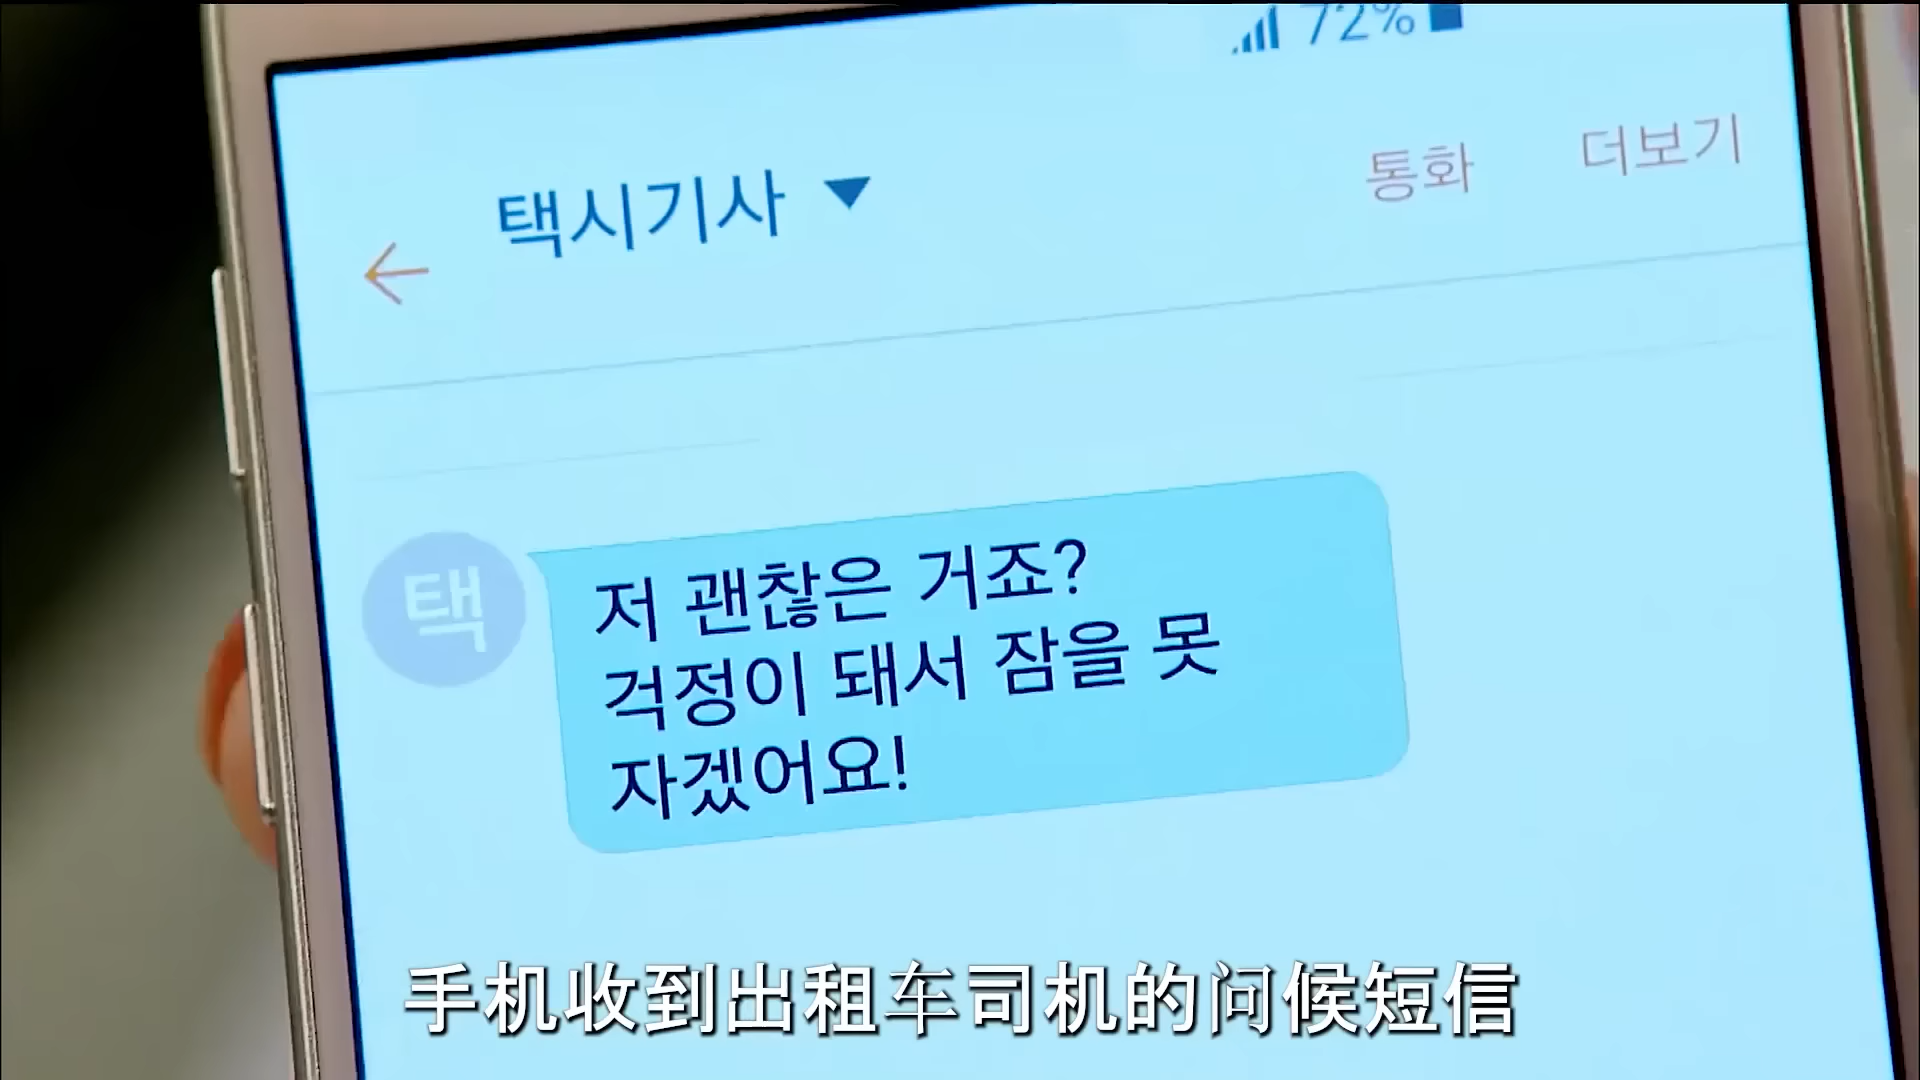 72%
택시기사 ▼
통화 더보기
택
저 괜찮은 거죠?
걱정이 돼서 잠을 못
자겠어요!
手机收到出租车司机的问候短信